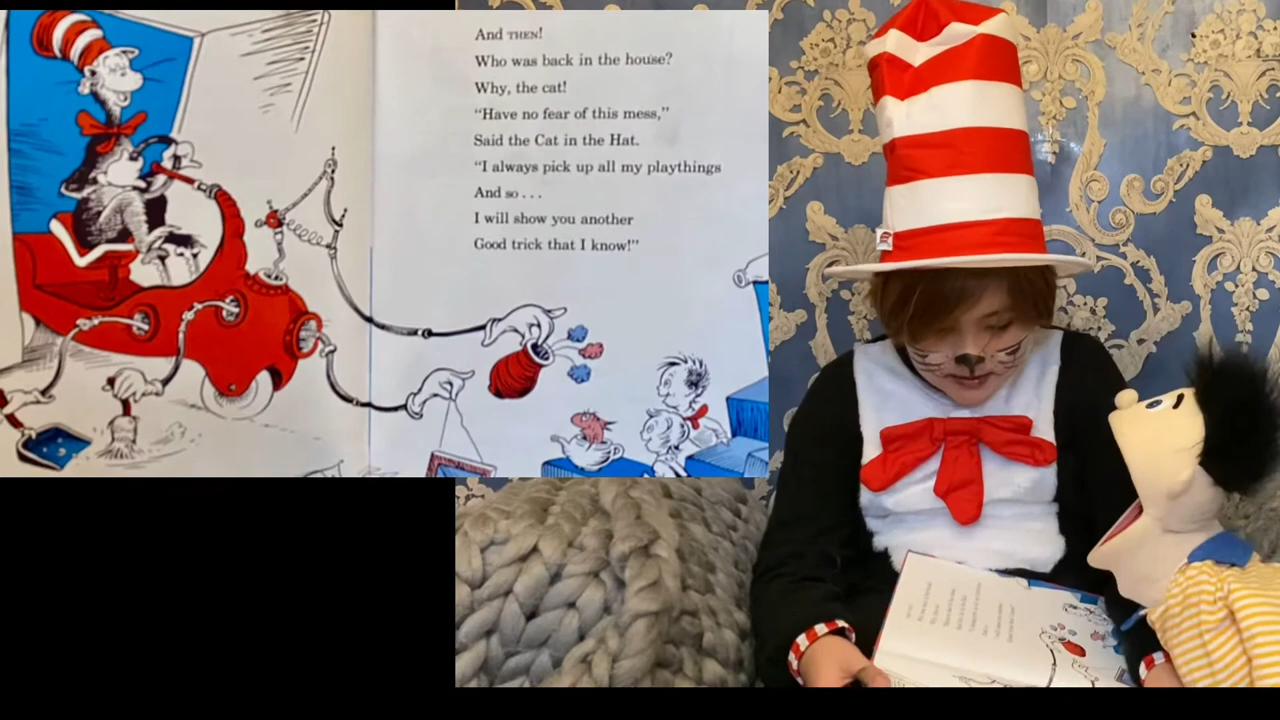 And THEN!
Who was back in the house?
Why, the cat!
“Have no fear of this mess,”
Said the Cat in the Hat.
“I always pick up all my playthings
And so . . .
I will show you another
Good trick that I know!”